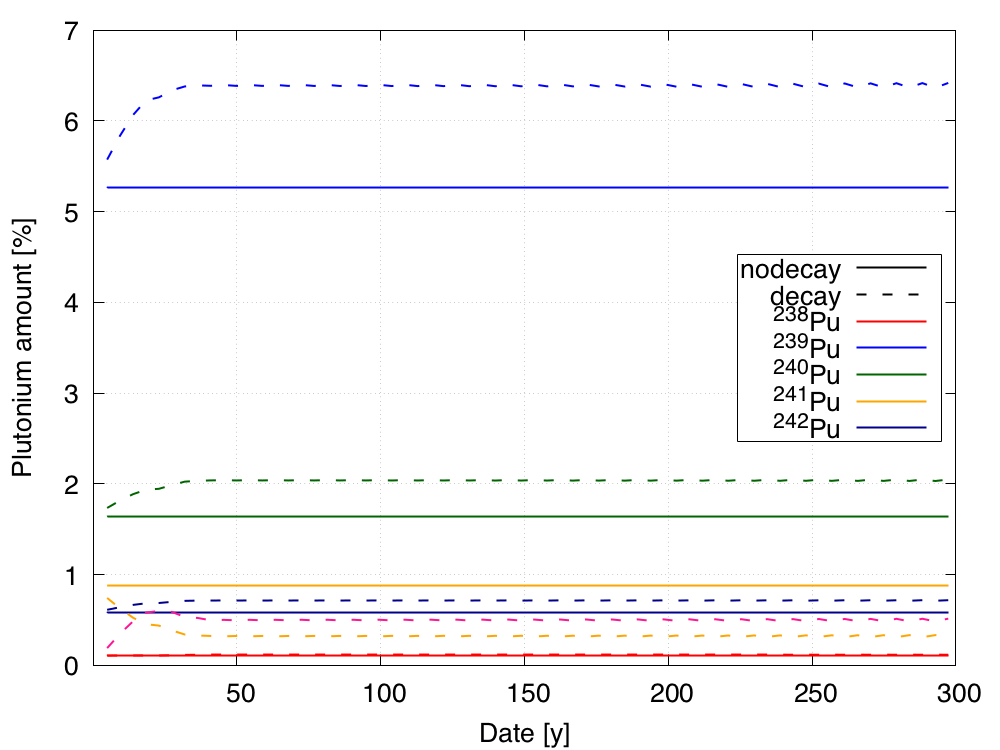 7
6
5
4
3
2
1
0
Plutonium amount [%]
nodecay
decay
²³⁸Pu
²³⁹Pu
²⁴⁰Pu
²⁴¹Pu
²⁴²Pu
50 100 150 200 250 300
Date [y]